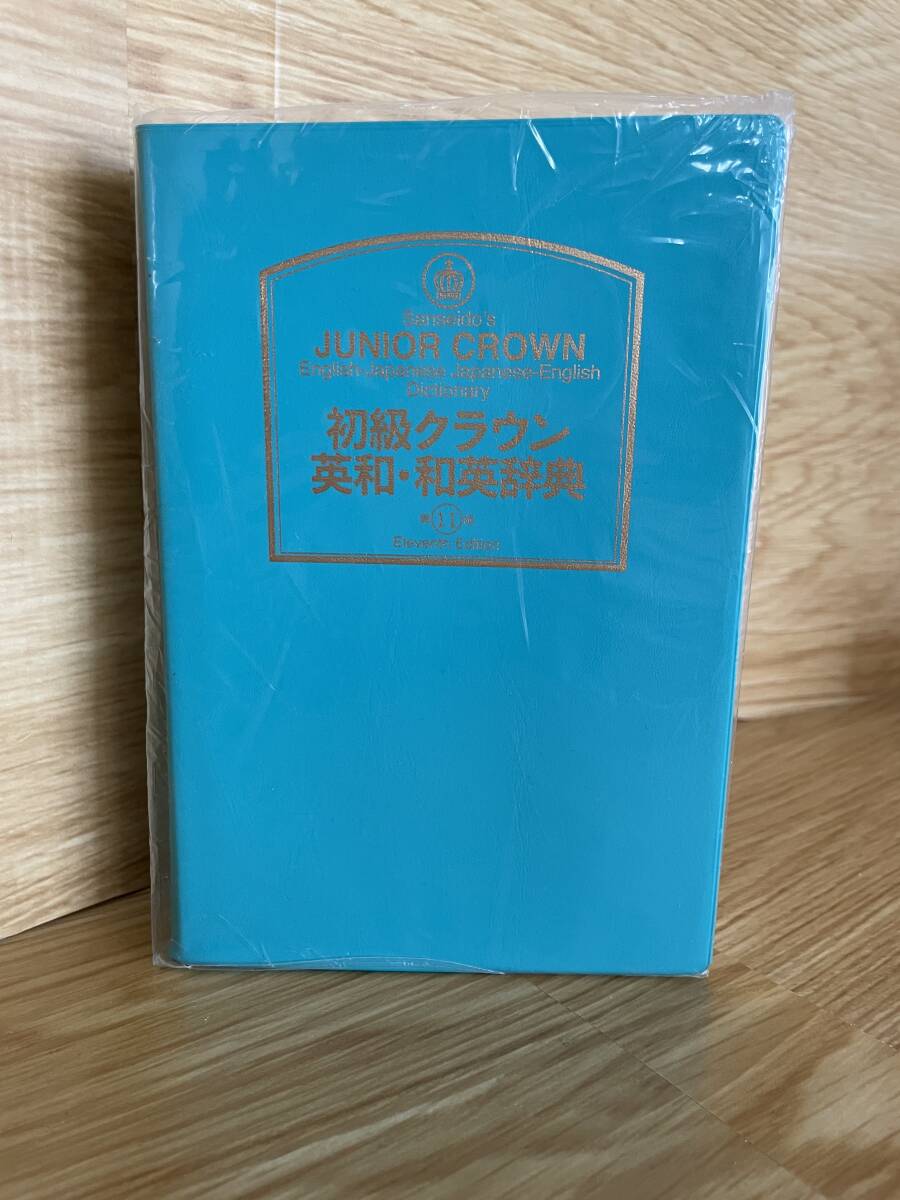 Sanseido's
JUNIOR CROWN
English-Japanese Japanese-English
Dictionary
初級クラウン
英和・和英辞典
第11版
Eleventh Edition